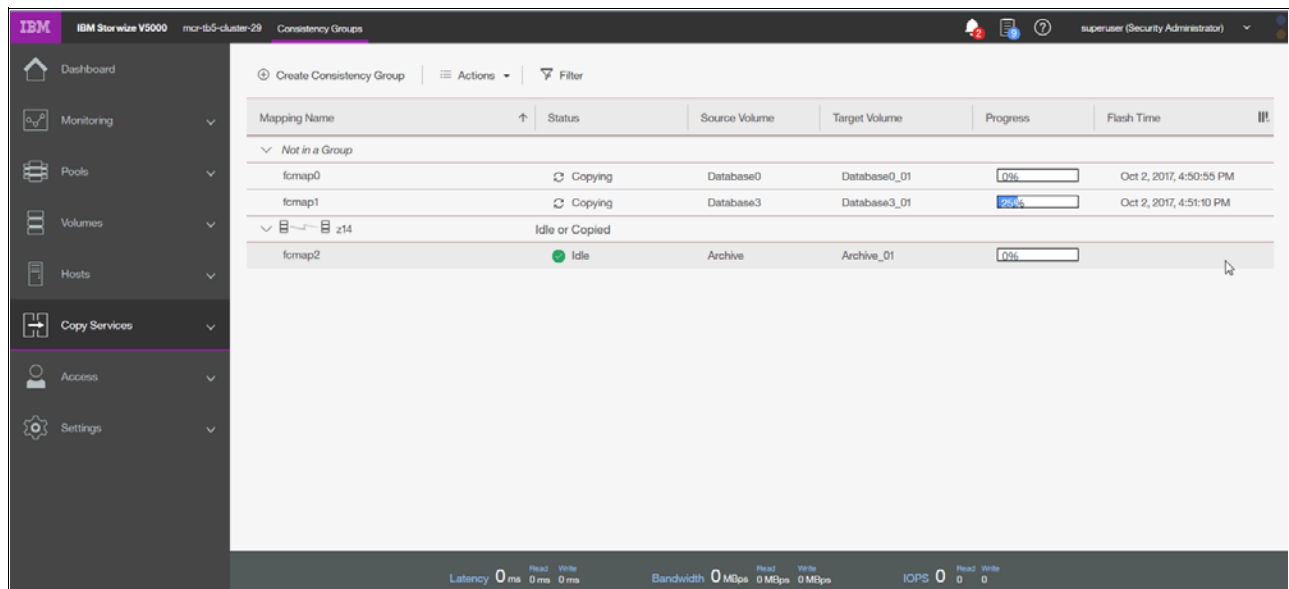 IBM IBM Storwize V5000 mcr-tb5-cluster-29 Consistency Groups 2 9 superuser (Security Administrator)
Dashboard
Monitoring
Pools
Volumes
Hosts
Copy Services
Access
Settings
Create Consistency Group Actions Filter
Mapping Name Status Source Volume Target Volume Progress Flash Time
Not in a Group
fcmap0 Copying Database0 Database0_01 0% Oct 2, 2017, 4:50:55 PM
fcmap1 Copying Database3 Database3_01 25% Oct 2, 2017, 4:51:10 PM
z14 Idle or Copied
fcmap2 Idle Archive Archive_01 0%
Latency 0 ms Read 0 ms Write 0 ms Bandwidth 0 MBps Read 0 MBps Write 0 MBps IOPS 0 Read 0 Write 0